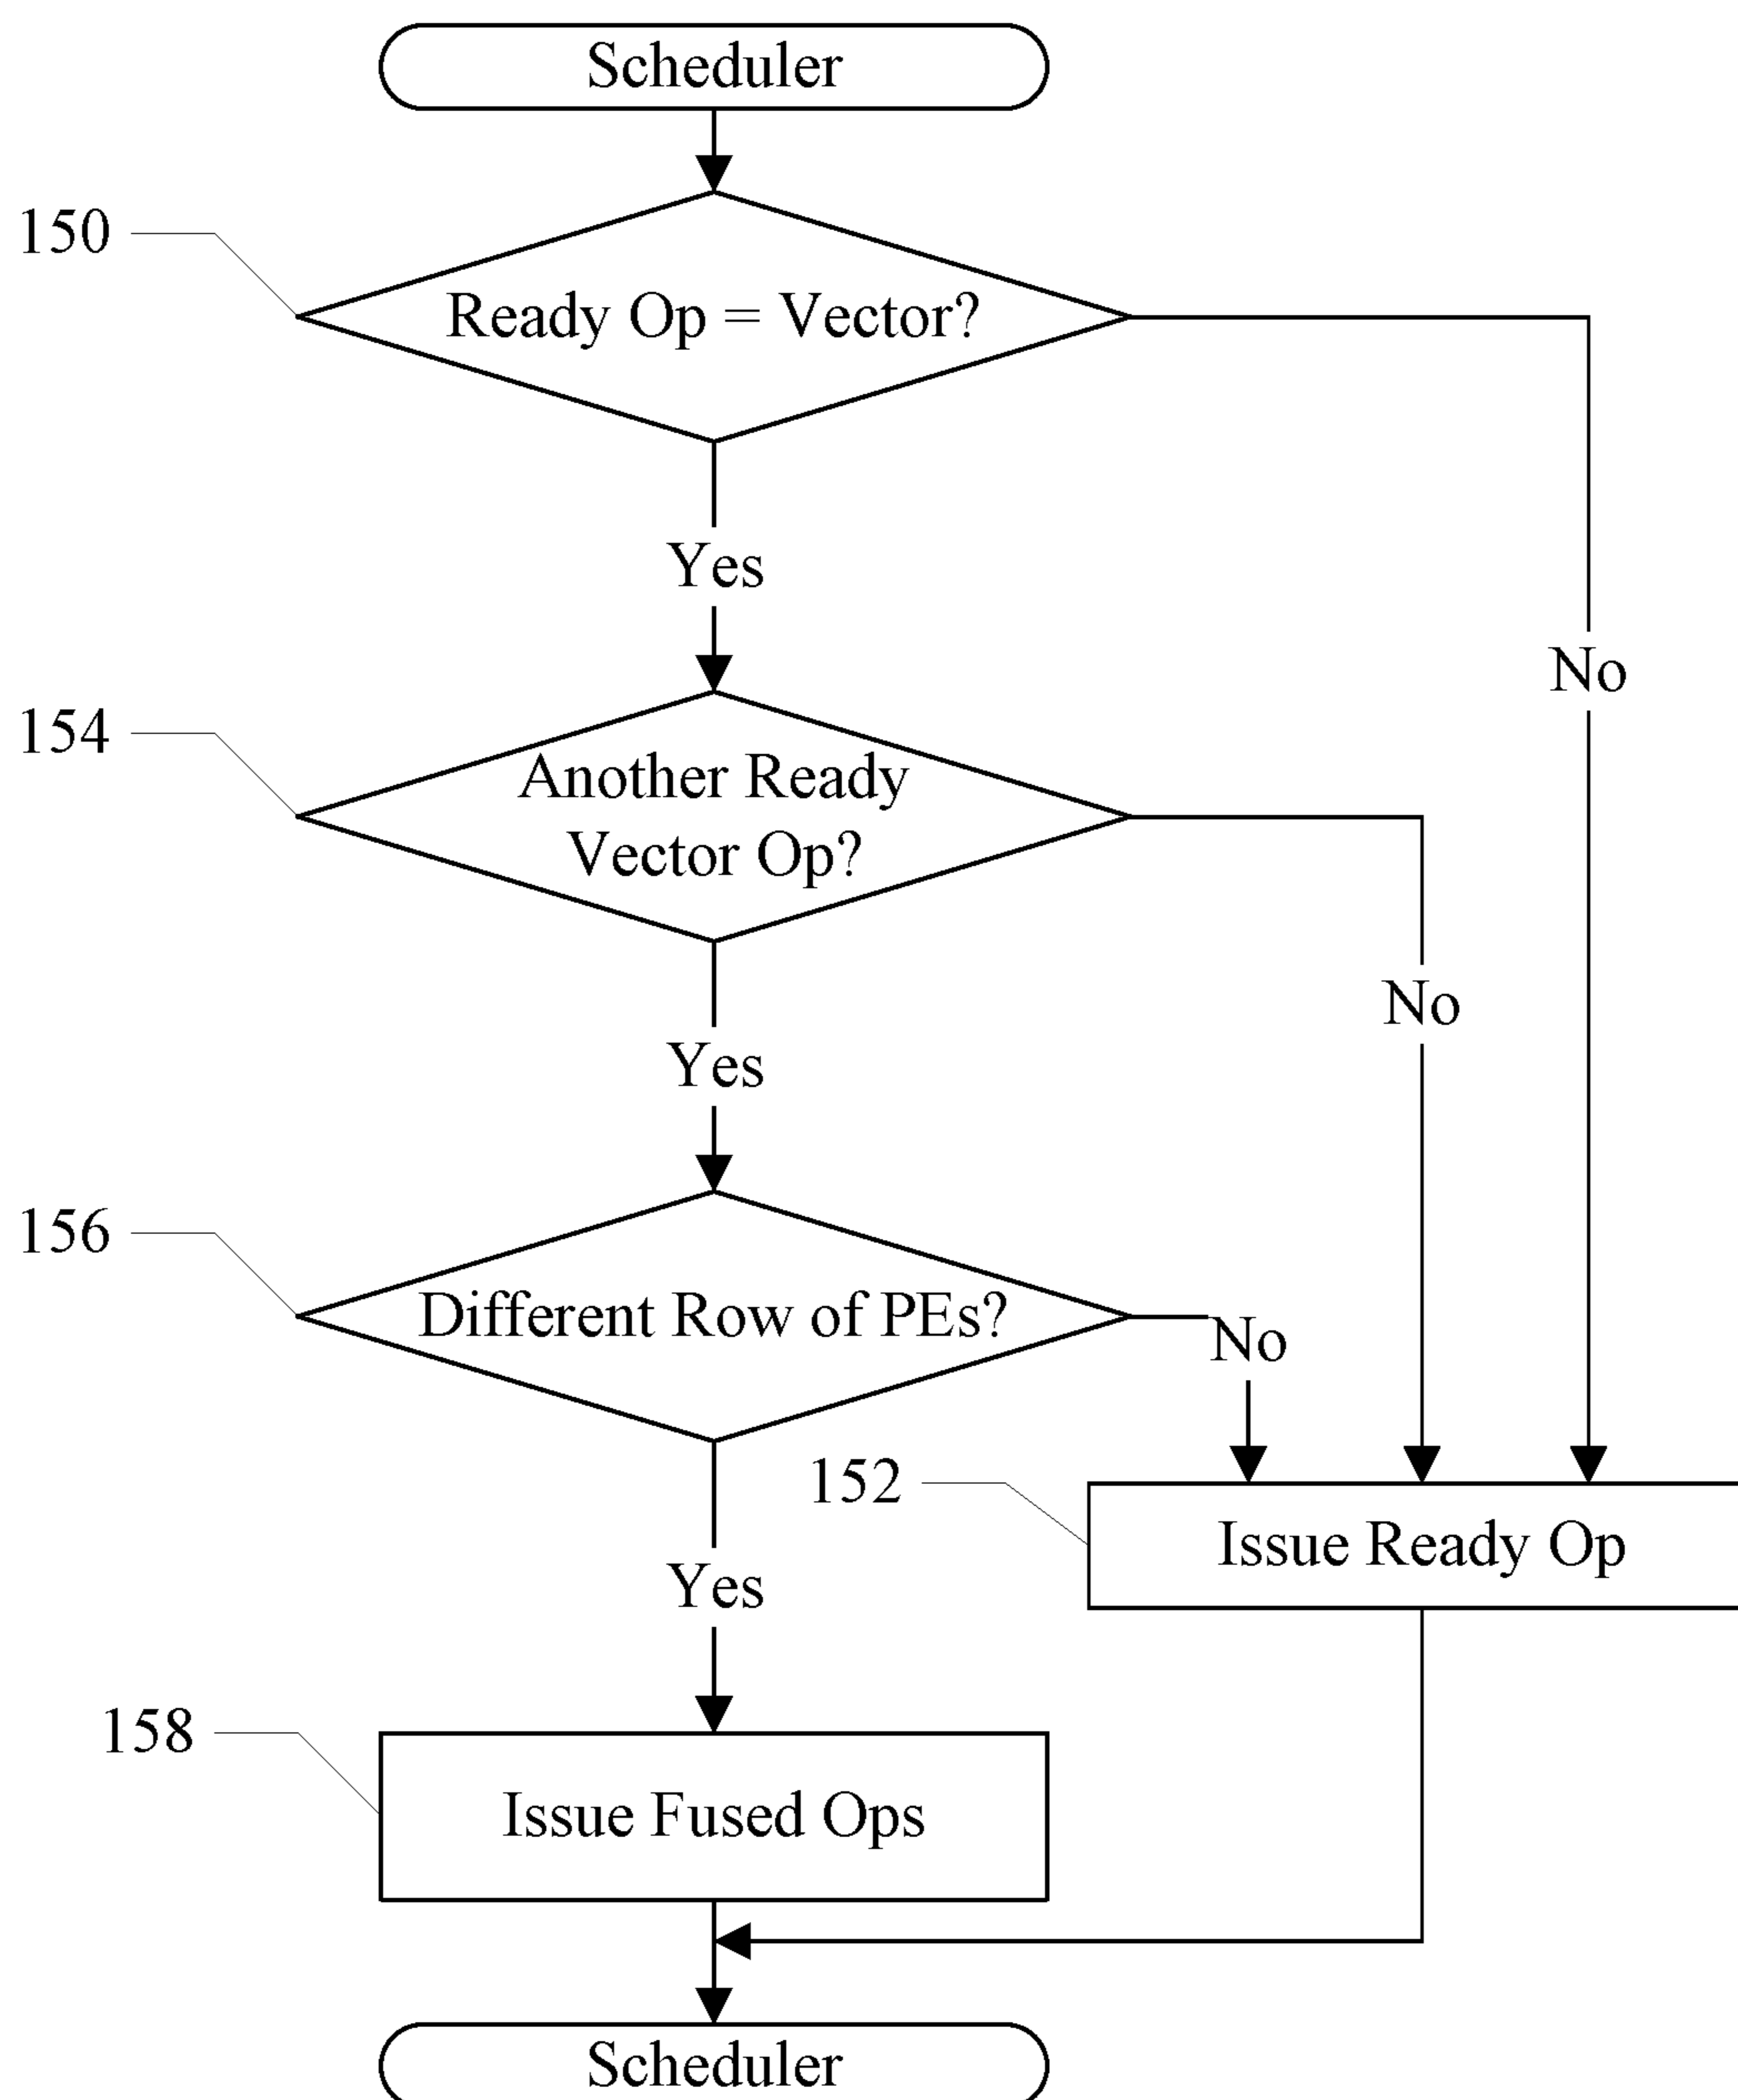 Scheduler
150
Ready Op = Vector?
Yes
No
154
Another Ready
Vector Op?
No
Yes
156
Different Row of PEs?
No
152
Issue Ready Op
Yes
158
Issue Fused Ops
Scheduler